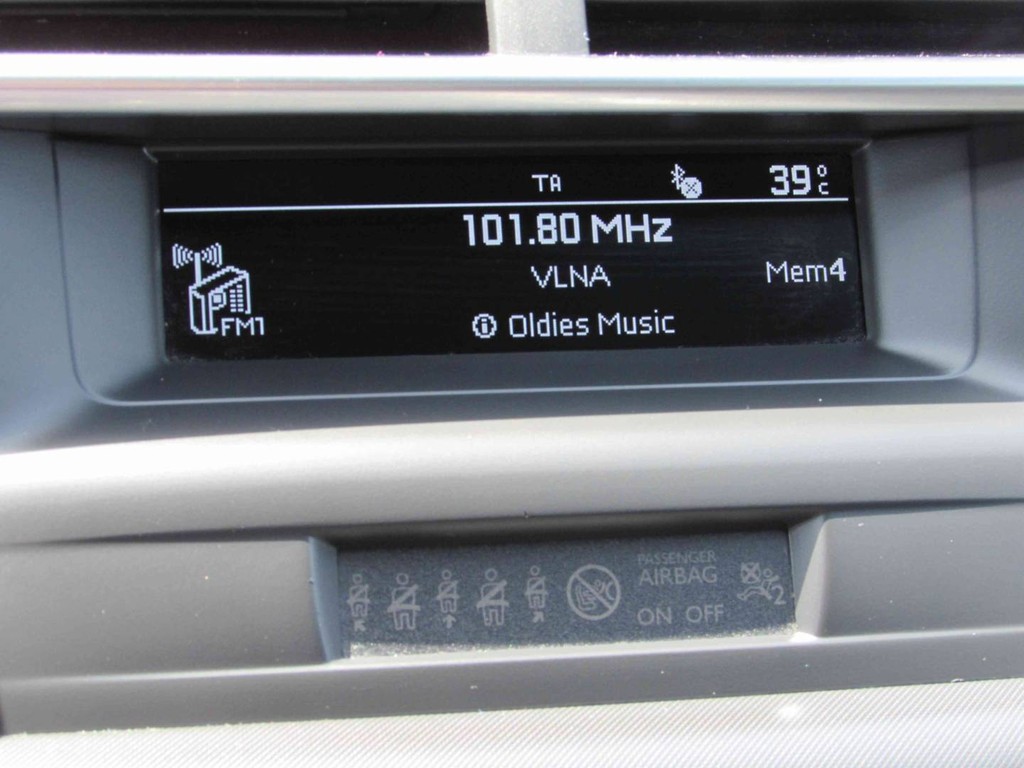 TA 39°C
101.80 MHz
VLNA Mem4
FM1 Oldies Music
PASSENGER
AIRBAG
ON OFF
2